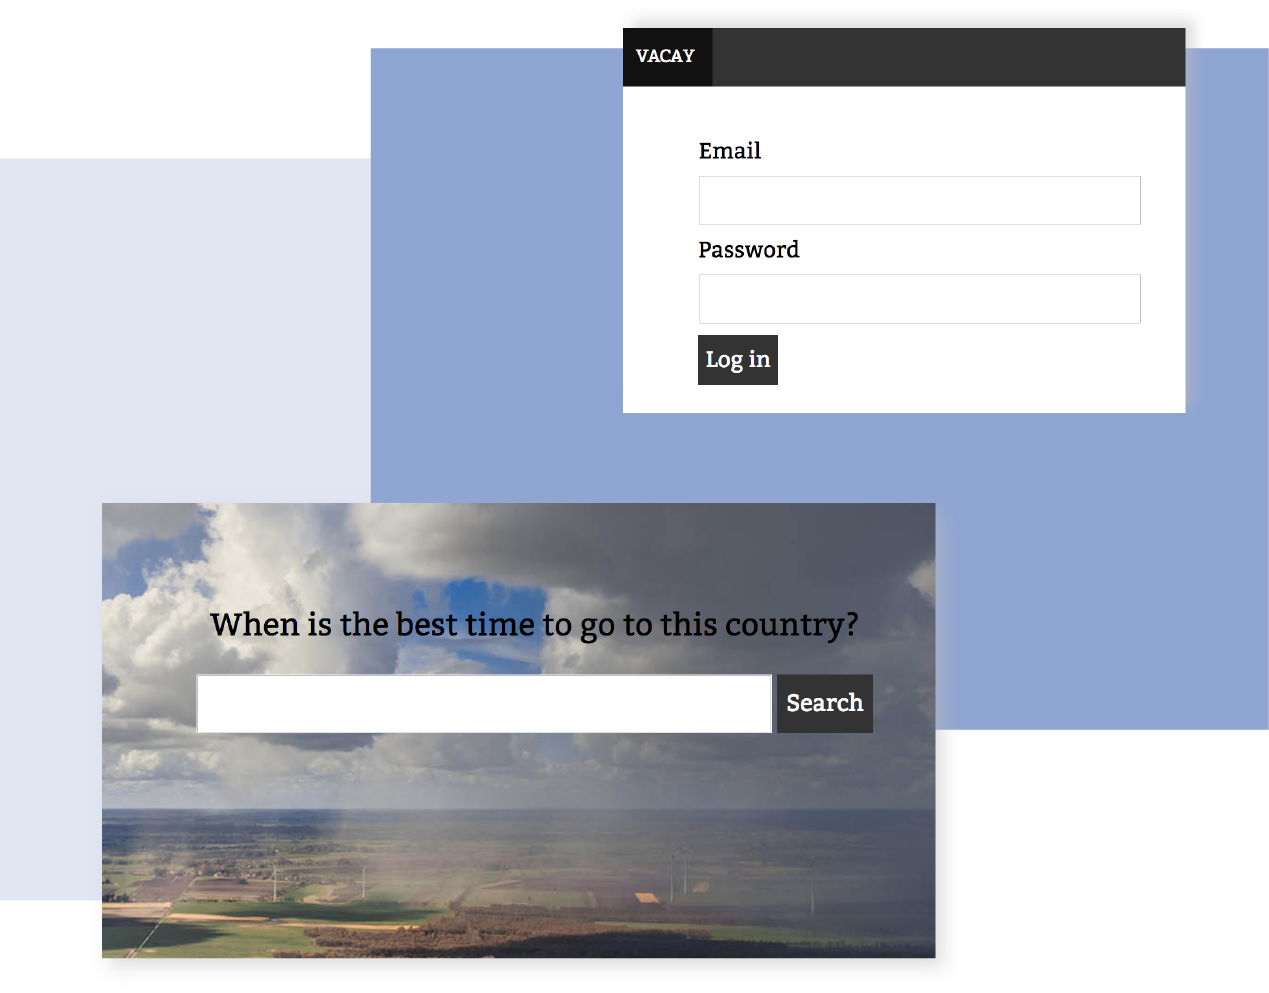 VACAY
Email
Password
Log in
When is the best time to go to this country?
Search